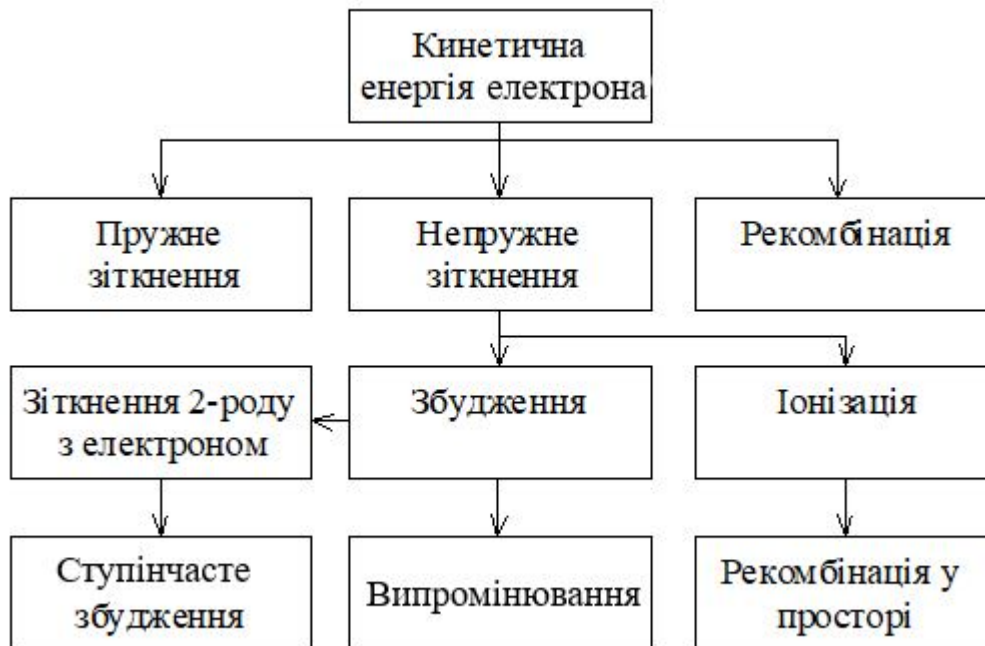 Кинетична
енергія електрона
Пружне
зіткнення
Непружне
зіткнення
Рекомбінація
Зіткнення 2-роду
з електроном
Збудження
Іонізація
Ступінчасте
збудження
Випромінювання
Рекомбінація у
просторі